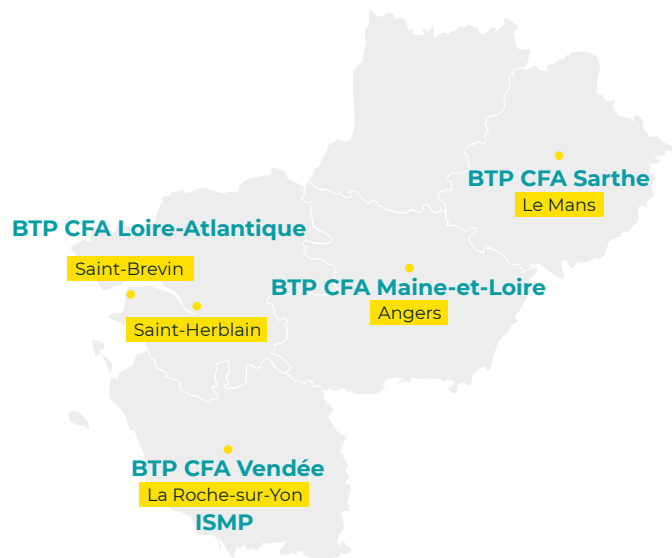 BTP CFA Sarthe
Le Mans
BTP CFA Loire-Atlantique
Saint-Brevin
Saint-Herblain
BTP CFA Maine-et-Loire
Angers
BTP CFA Vendée
La Roche-sur-Yon
ISMP